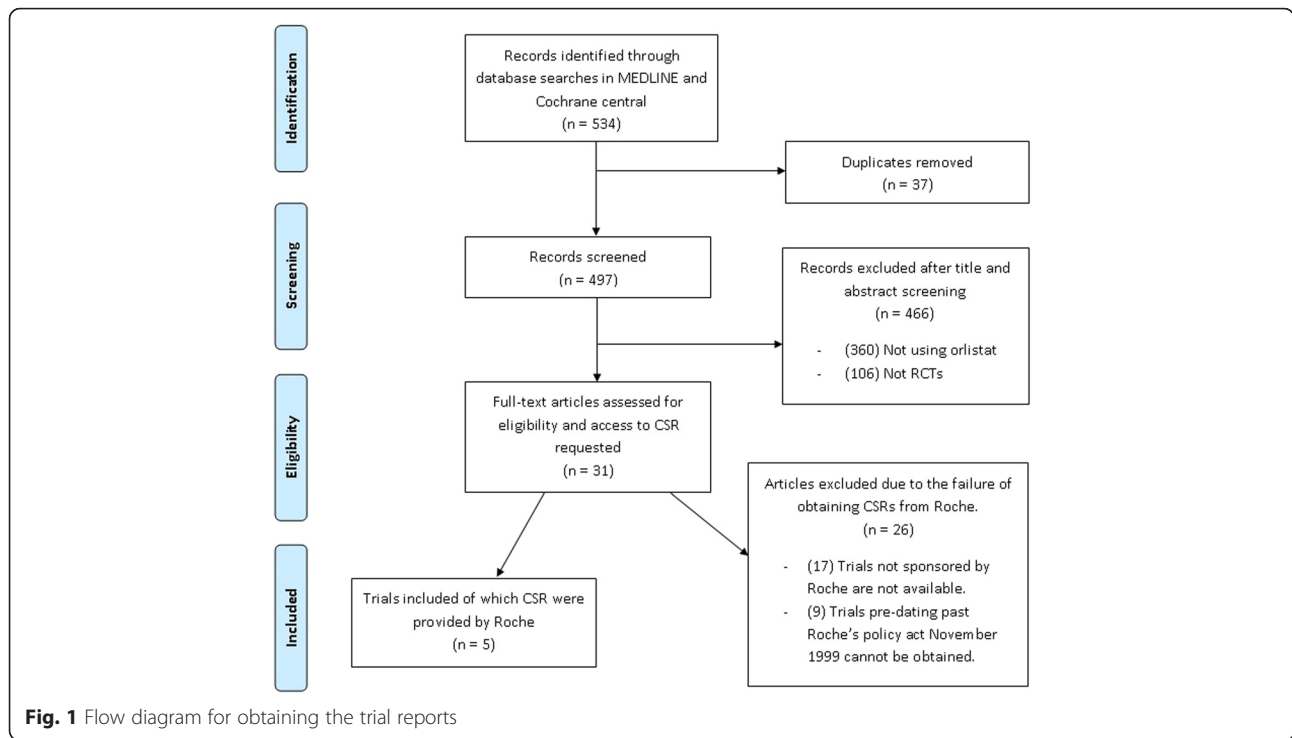 Identification
Records identified through
database searches in MEDLINE and
Cochrane central
(n = 534)
Duplicates removed
(n = 37)
Screening
Records screened
(n = 497)
Records excluded after title and
abstract screening
(n = 466)
- (360) Not using orlistat
- (106) Not RCTs
Eligibility
Full-text articles assessed for
eligibility and access to CSR
requested
(n = 31)
Articles excluded due to the failure of
obtaining CSRs from Roche.
(n = 26)
- (17) Trials not sponsored by
Roche are not available.
- (9) Trials pre-dating past
Roche's policy act November
1999 cannot be obtained.
Included
Trials included of which CSR were
provided by Roche
(n = 5)
Fig. 1 Flow diagram for obtaining the trial reports